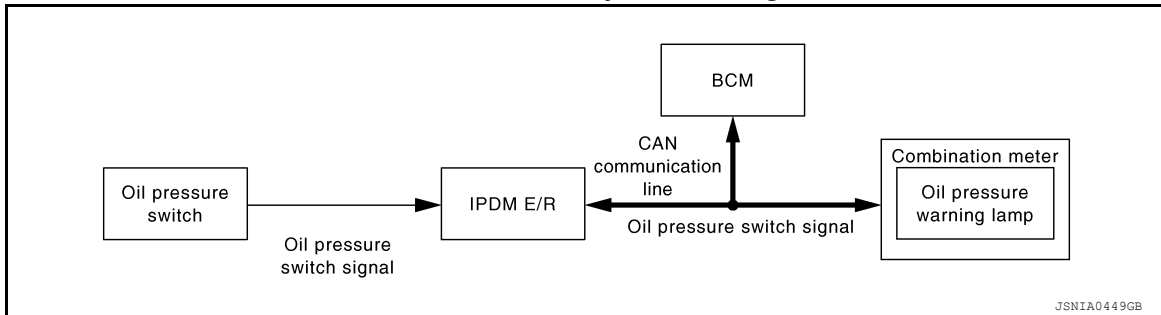 BCM
CAN
communication
line
Combination meter
Oil pressure
warning lamp
Oil pressure
switch
IPDM E/R
Oil pressure switch signal
Oil pressure
switch signal
JSNIA0449GB